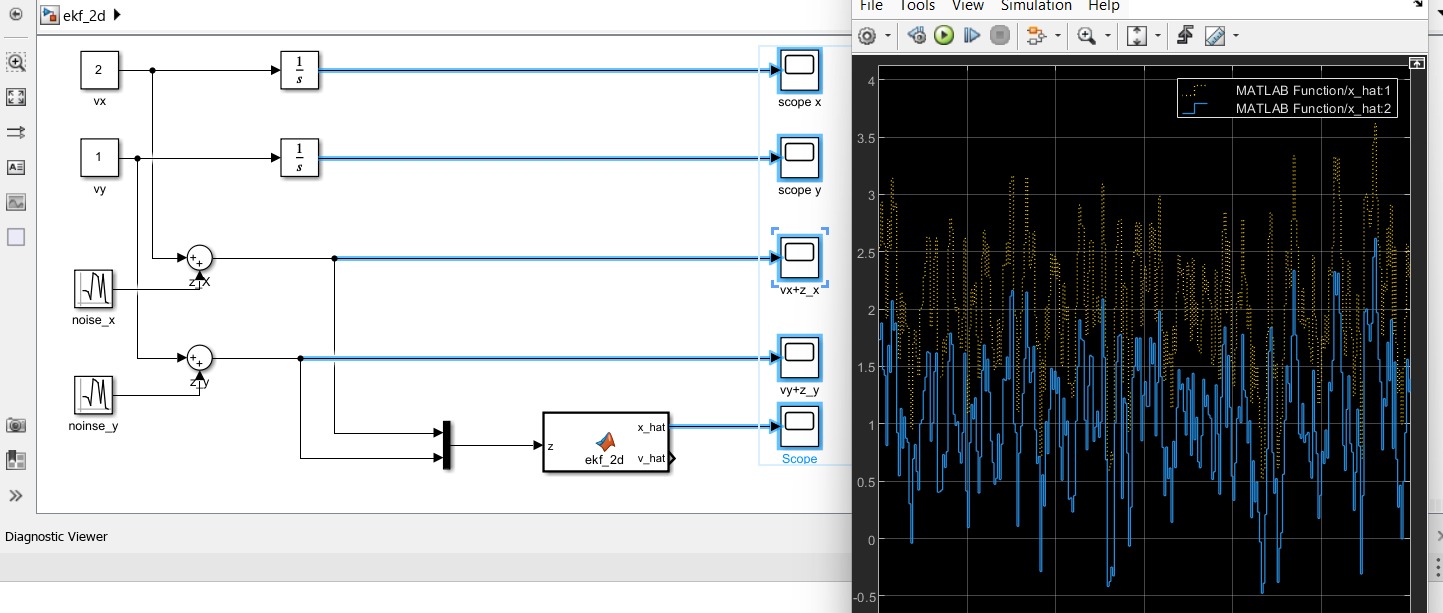 ekf_2d
File Tools View Simulation Help
2
vx
1
s
scope x
1
vy
1
s
scope y
+
+
z_x
noise_x
vx+z_x
+
+
z_y
noinse_y
vy+z_y
z
x_hat
v_hat
ekf_2d
Scope
Diagnostic Viewer
MATLAB Function/x_hat:1
MATLAB Function/x_hat:2
4
3.5
3
2.5
2
1.5
1
0.5
0
-0.5